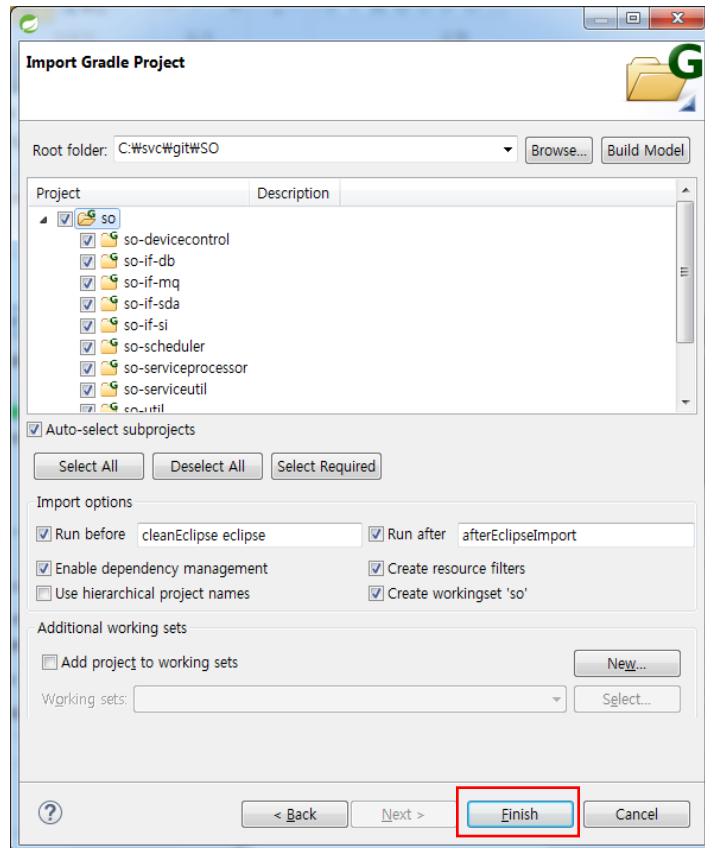 Import Gradle Project
G
Root folder: C:₩svc₩git₩SO Browse... Build Model
Project Description
so
so-devicecontrol
so-if-db
so-if-mq
so-if-sda
so-if-si
so-scheduler
so-serviceprocessor
so-serviceutil
so-util
Auto-select subprojects
Select All Deselect All Select Required
Import options
Run before cleanEclipse eclipse Run after afterEclipseImport
Enable dependency management Create resource filters
Use hierarchical project names Create workingset 'so'
Additional working sets
Add project to working sets New...
Working sets: Select...
? < Back Next > Finish Cancel